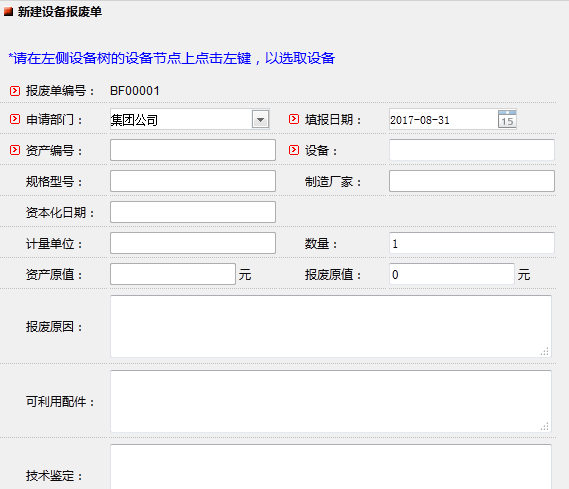 新建设备报废单
*请在左侧设备树的设备节点上点击左键，以选取设备
报废单编号： BF00001
申请部门： 集团公司 填报日期： 2017-08-31 15
资产编号： 设备：
规格型号： 制造厂家：
资本化日期：
计量单位： 数量： 1
资产原值： 元 报废原值： 0 元
报废原因：
可利用配件：
技术鉴定：